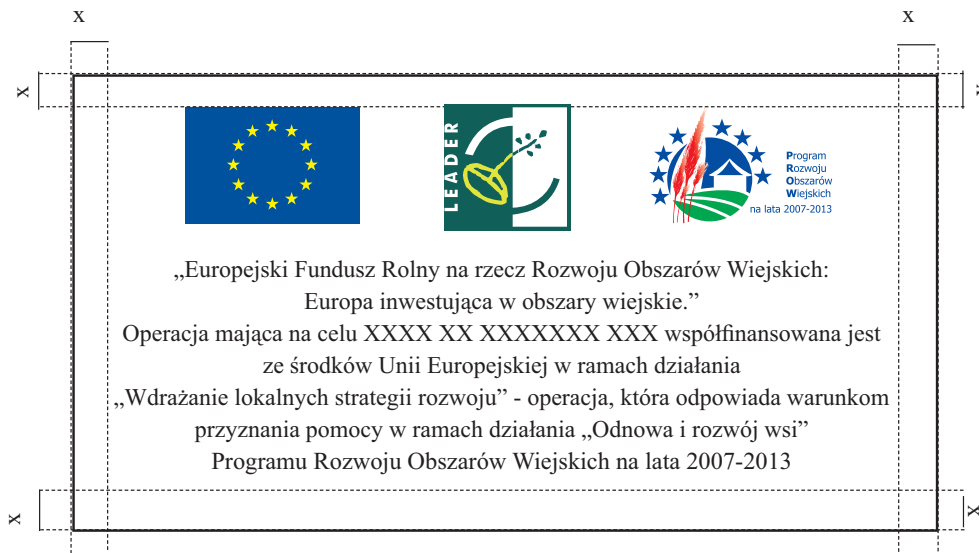 x
x
x
x
LEADER
Program
Rozwoju
Obszarów
Wiejskich
na lata 2007-2013
„Europejski Fundusz Rolny na rzecz Rozwoju Obszarów Wiejskich:
Europa inwestująca w obszary wiejskie.”
Operacja mająca na celu XXXX XX XXXXXXX XXX współfinansowana jest
ze środków Unii Europejskiej w ramach działania
„Wdrażanie lokalnych strategii rozwoju” - operacja, która odpowiada warunkom
przyznania pomocy w ramach działania „Odnowa i rozwój wsi”
Programu Rozwoju Obszarów Wiejskich na lata 2007-2013
x
x